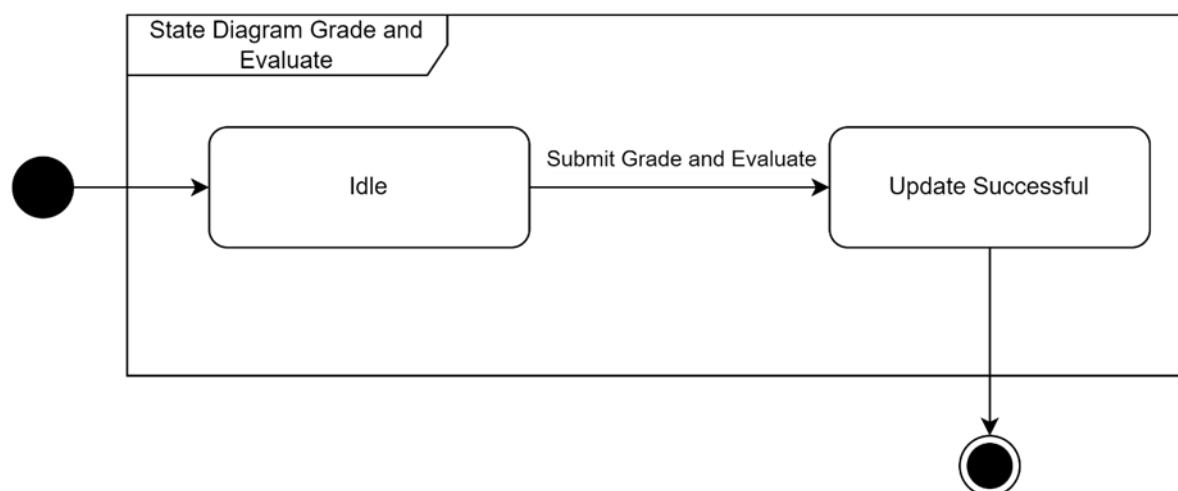 State Diagram Grade and
Evaluate
Submit Grade and Evaluate
Idle
Update Successful